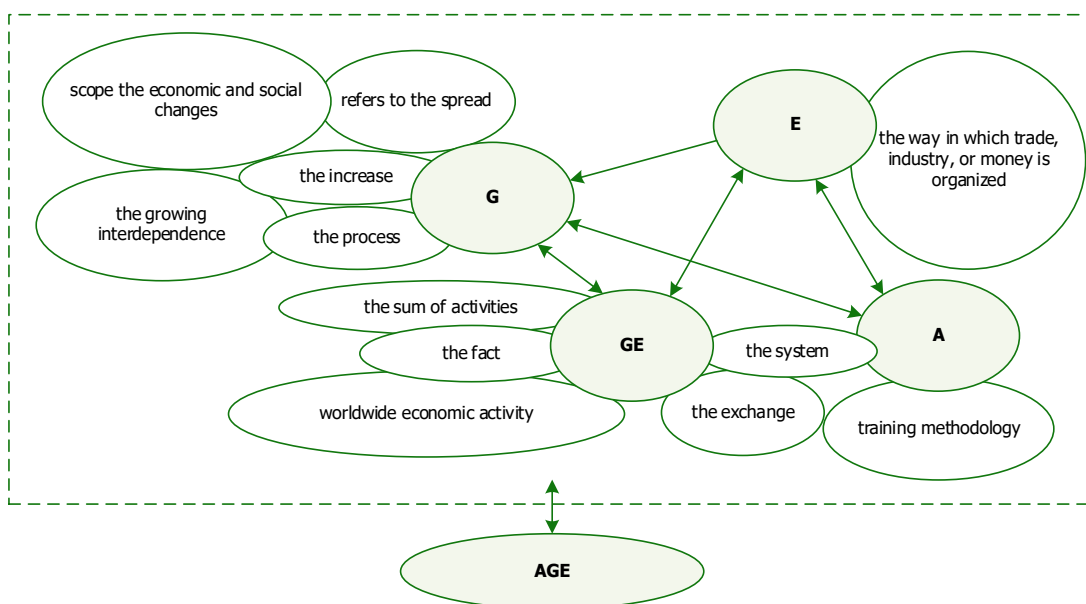 scope the economic and social
changes
refers to the spread
E
the way in which trade,
industry, or money is
organized
the increase
G
the growing
interdependence
the process
the sum of activities
the fact
GE
the system
A
worldwide economic activity
the exchange
training methodology
AGE